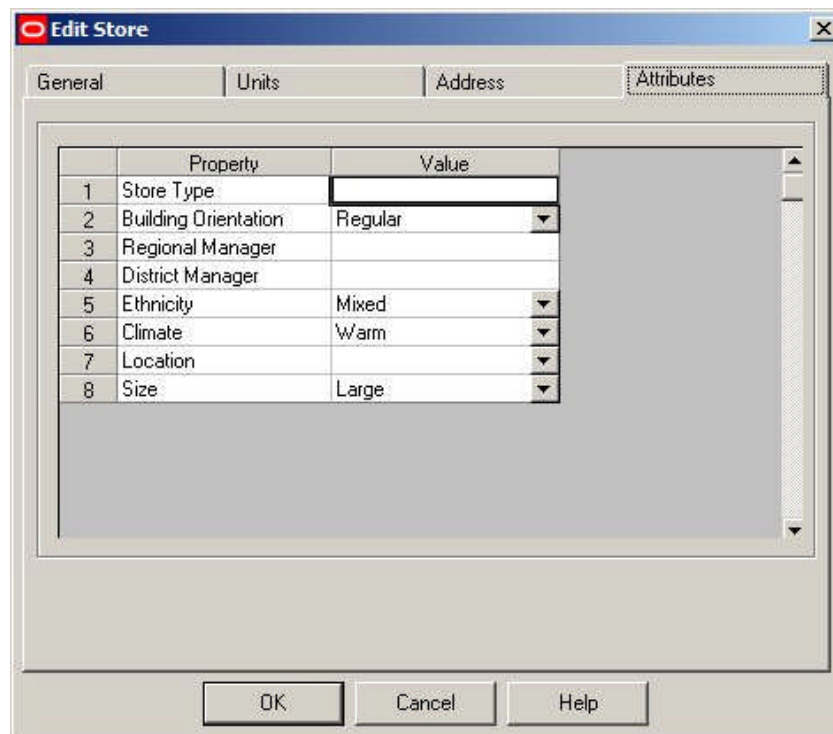 Edit Store
General Units Address Attributes
Property Value
1 Store Type
2 Building Orientation Regular
3 Regional Manager
4 District Manager
5 Ethnicity Mixed
6 Climate Warm
7 Location
8 Size Large
OK Cancel Help